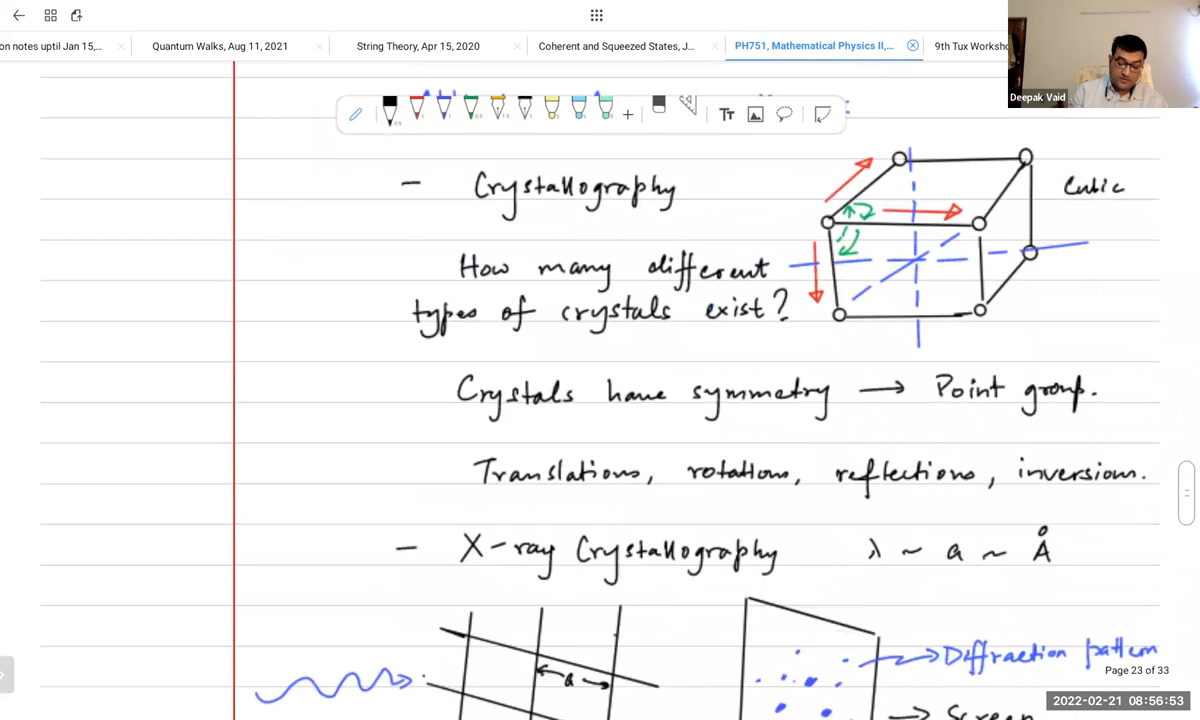 on notes uptil Jan 15,...
Quantum Walks, Aug 11, 2021
String Theory, Apr 15, 2020
Coherent and Squeezed States, J...
PH751, Mathematical Physics II,...
9th Tux Worksho
Deepak Vaid
Tt
- Crystallography
Cubic
How many different
types of crystals exist?
Crystals have symmetry → Point group.
Translations, rotations, reflections, inversions.
- X-ray Crystallography λ ~ a ~ Å
a
Diffraction pattern
Page 23 of 33
2022-02-21 08:56:53
→ Screen